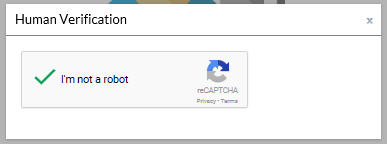 Human Verification
x
I'm not a robot
reCAPTCHA
Privacy - Terms